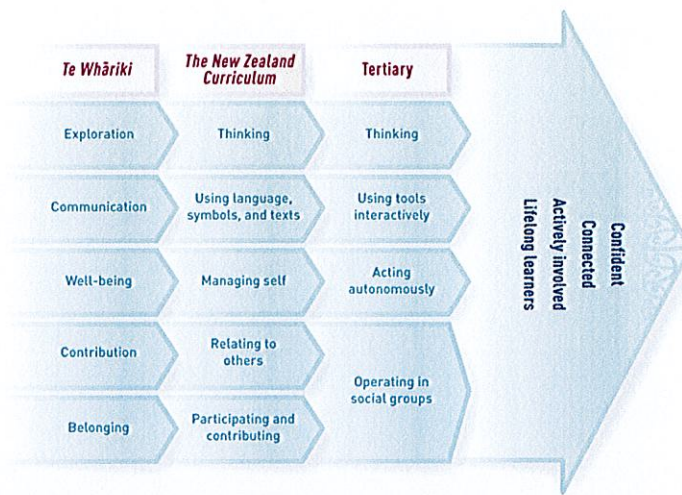 Te Whāriki
The New Zealand
Curriculum
Tertiary
Exploration
Thinking
Thinking
Communication
Using language,
symbols, and texts
Using tools
interactively
Well-being
Managing self
Acting
autonomously
Contribution
Relating to
others
Operating in
social groups
Belonging
Participating and
contributing
Confident
Connected
Actively involved
Lifelong learners